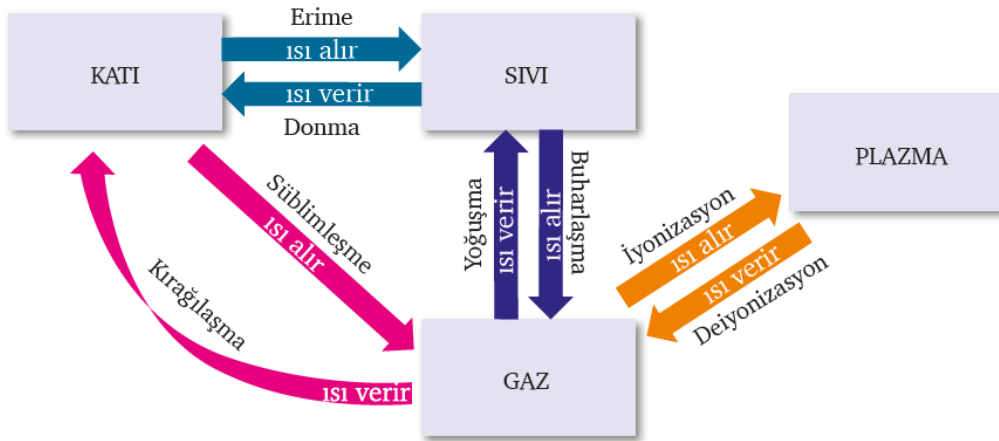 Erime
ısı alır
KATI
SIVI
ısı verir
Donma
PLAZMA
Süblimleşme
ısı alır
Yoğuşma
ısı verir
ısı alır
Buharlaşma
İyonizasyon
ısı alır
ısı verir
Deiyonizasyon
Kırağılaşma
ısı verir
GAZ